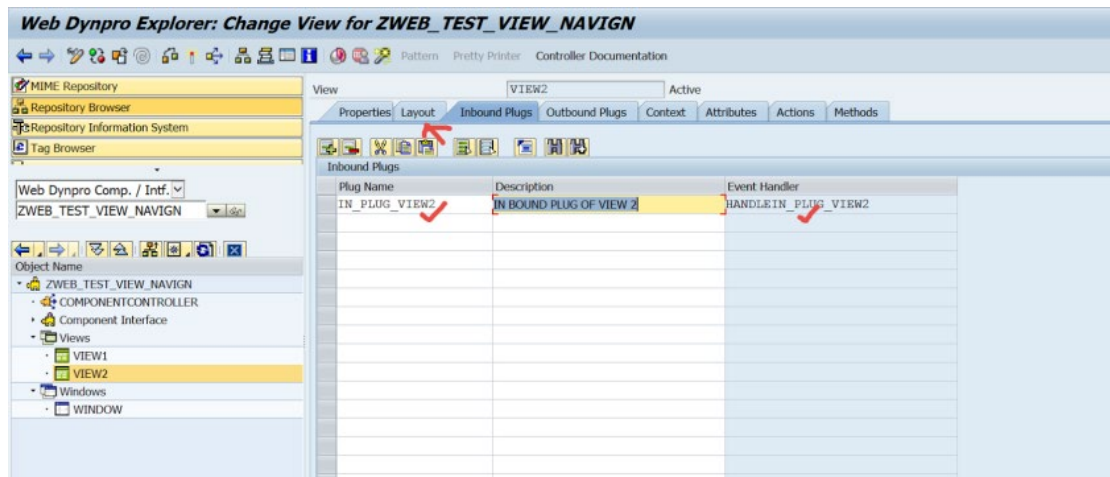 Web Dynpro Explorer: Change View for ZWEB_TEST_VIEW_NAVIGN
Pattern Pretty Printer Controller Documentation
MIME Repository
Repository Browser
Repository Information System
Tag Browser
Web Dynpro Comp. / Intf.
ZWEB_TEST_VIEW_NAVIGN
Object Name
ZWEB_TEST_VIEW_NAVIGN
COMPONENTCONTROLLER
Component Interface
Views
VIEW1
VIEW2
Windows
WINDOW
View VIEW2 Active
Properties Layout Inbound Plugs Outbound Plugs Context Attributes Actions Methods
Inbound Plugs
Plug Name Description Event Handler
IN_PLUG_VIEW2 IN BOUND PLUG OF VIEW 2 HANDLEIN_PLUG_VIEW2